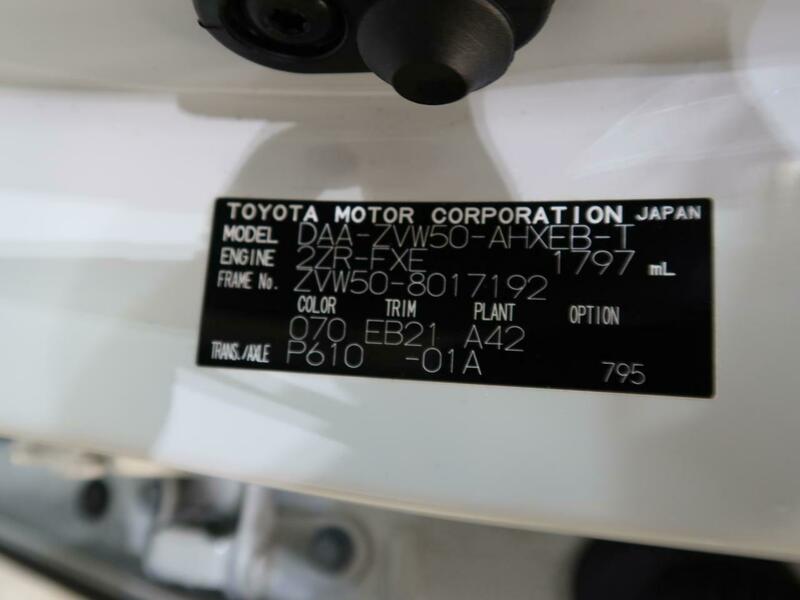 TOYOTA MOTOR CORPORATION JAPAN
MODEL DAA-ZVW50-AHXEB-T
ENGINE 2ZR-FXE 1797 mL
FRAME No. ZVW50-8017192
COLOR TRIM PLANT OPTION
070 EB21 A42
TRANS./AXLE P610 -01A
795